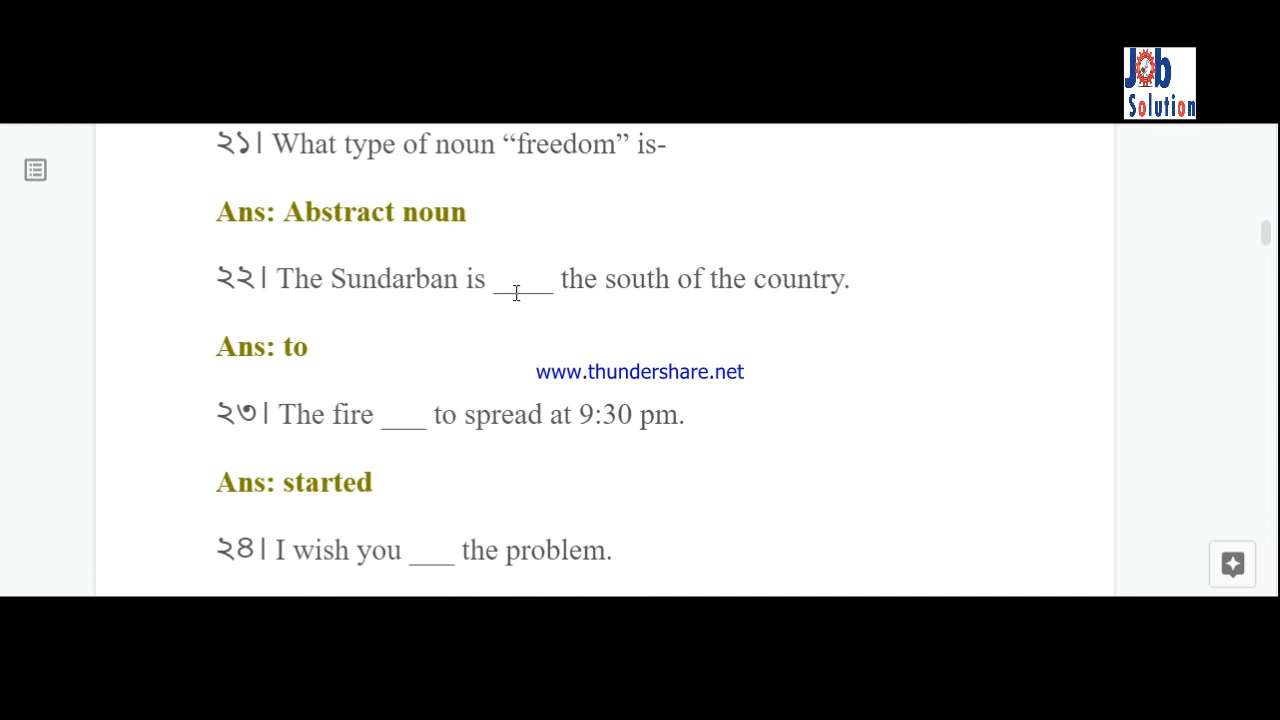 Job
Solution
২১। What type of noun “freedom” is-
Ans: Abstract noun
২২। The Sundarban is ____ the south of the country.
Ans: to
www.thundershare.net
২৩। The fire ___ to spread at 9:30 pm.
Ans: started
২৪। I wish you ___ the problem.